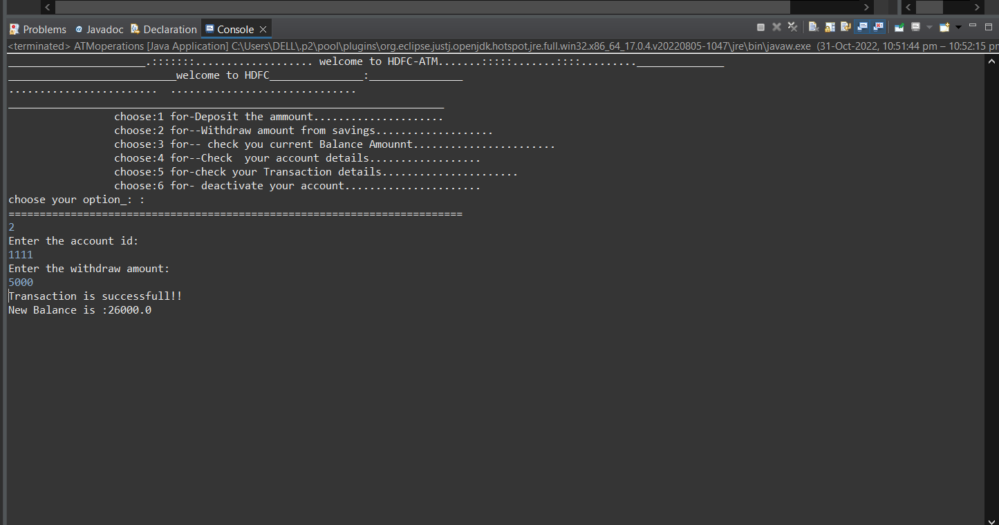 Problems @ Javadoc Declaration Console
<terminated> ATMoperations [Java Application] C:\Users\DELL\.p2\pool\plugins\org.eclipse.justj.openjdk.hotspot.jre.full.win32.x86_64_17.0.4.v20220805-1047\jre\bin\javaw.exe (31-Oct-2022, 10:51:44 pm – 10:52:15 pm
______________________.:::::::................... welcome to HDFC-ATM.......:::::.......::::.........______________
___________________________welcome to HDFC_______________:_______________
........................  ..............................
______________________________________________________________________
choose:1 for-Deposit the ammount.....................
choose:2 for--Withdraw amount from savings...................
choose:3 for-- check you current Balance Amounnt.......................
choose:4 for--Check  your account details..................
choose:5 for-check your Transaction details......................
choose:6 for- deactivate your account......................
choose your option_: :
=========================================================================
2
Enter the account id:
1111
Enter the withdraw amount:
5000
Transaction is successfull!!
New Balance is :26000.0